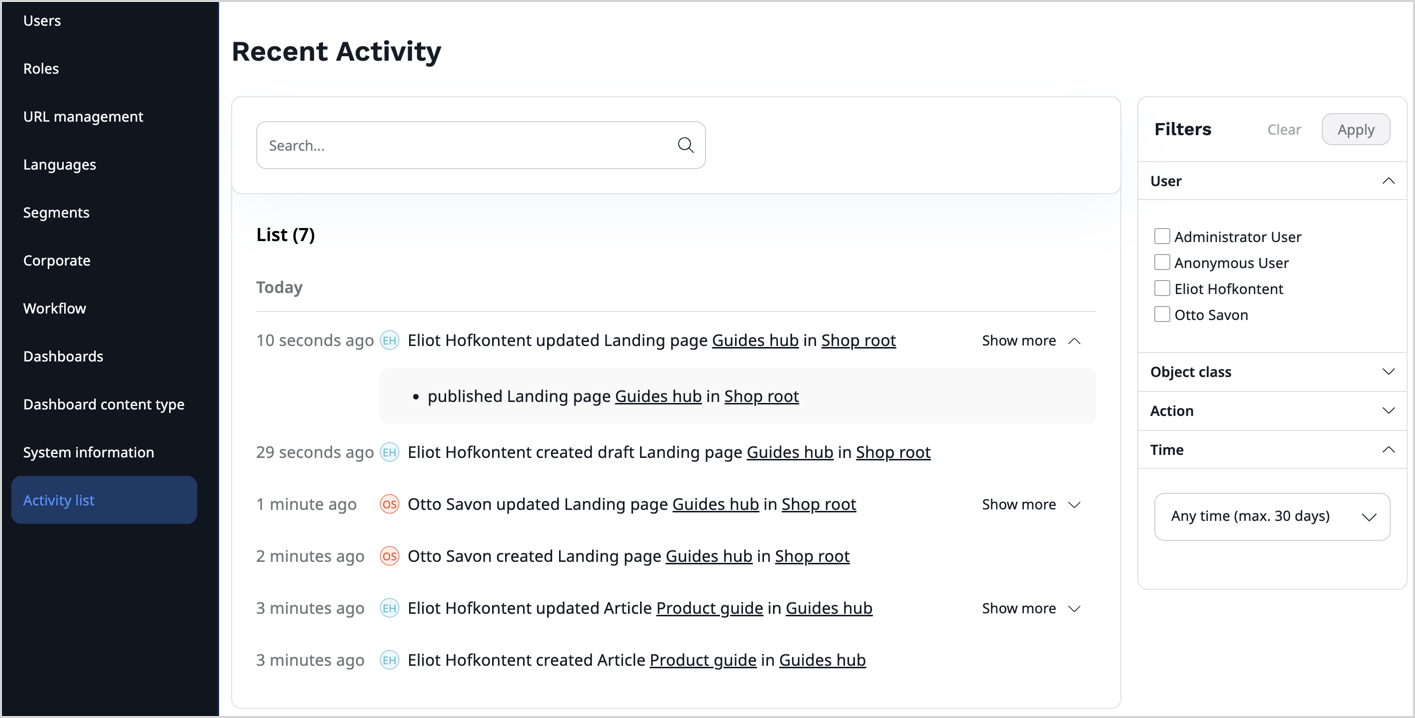 Users
Roles
URL management
Languages
Segments
Corporate
Workflow
Dashboards
Dashboard content type
System information
Activity list
Recent Activity
Search...
List (7)
Today
10 seconds ago EH Eliot Hofkontent updated Landing page Guides hub in Shop root Show more
• published Landing page Guides hub in Shop root
29 seconds ago EH Eliot Hofkontent created draft Landing page Guides hub in Shop root
1 minute ago OS Otto Savon updated Landing page Guides hub in Shop root Show more
2 minutes ago OS Otto Savon created Landing page Guides hub in Shop root
3 minutes ago EH Eliot Hofkontent updated Article Product guide in Guides hub Show more
3 minutes ago EH Eliot Hofkontent created Article Product guide in Guides hub
Filters Clear Apply
User
Administrator User
Anonymous User
Eliot Hofkontent
Otto Savon
Object class
Action
Time
Any time (max. 30 days)